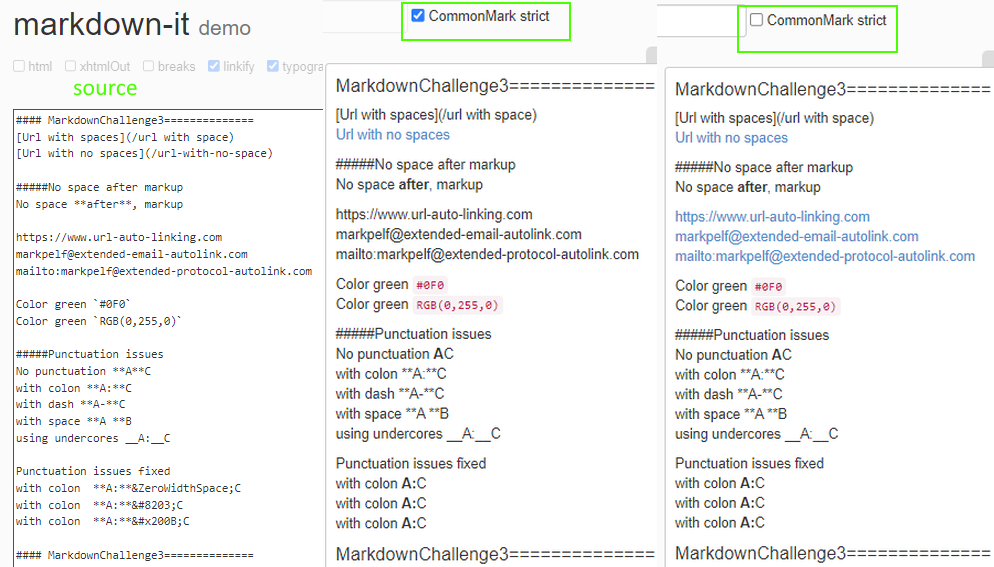 markdown-it demo
html xhtmlOut breaks linkify typogra
source
#### MarkdownChallenge3==============
[Url with spaces](/url with space)
[Url with no spaces](/url-with-no-space)
#####No space after markup
No space **after**, markup
https://www.url-auto-linking.com
markpelf@extended-email-autolink.com
mailto:markpelf@extended-protocol-autolink.com
Color green `#0F0`
Color green `RGB(0,255,0)`
#####Punctuation issues
No punctuation **A**C
with colon **A:**C
with dash **A-**C
with space **A **B
using undercores __A:__C
Punctuation issues fixed
with colon  **A:**&ZeroWidthSpace;C
with colon  **A:**&#8203;C
with colon  **A:**&#x200B;C
#### MarkdownChallenge3==============
CommonMark strict
MarkdownChallenge3==============
[Url with spaces](/url with space)
Url with no spaces
#####No space after markup
No space after, markup
https://www.url-auto-linking.com
markpelf@extended-email-autolink.com
mailto:markpelf@extended-protocol-autolink.com
Color green #0F0
Color green RGB(0,255,0)
#####Punctuation issues
No punctuation AC
with colon **A:**C
with dash **A-**C
with space **A **B
using undercores __A:__C
Punctuation issues fixed
with colon A:C
with colon A:C
with colon A:C
MarkdownChallenge3==============
CommonMark strict
MarkdownChallenge3==============
[Url with spaces](/url with space)
Url with no spaces
#####No space after markup
No space after, markup
https://www.url-auto-linking.com
markpelf@extended-email-autolink.com
mailto:markpelf@extended-protocol-autolink.com
Color green #0F0
Color green RGB(0,255,0)
#####Punctuation issues
No punctuation AC
with colon **A:**C
with dash **A-**C
with space **A **B
using undercores __A:__C
Punctuation issues fixed
with colon A:C
with colon A:C
with colon A:C
MarkdownChallenge3==============